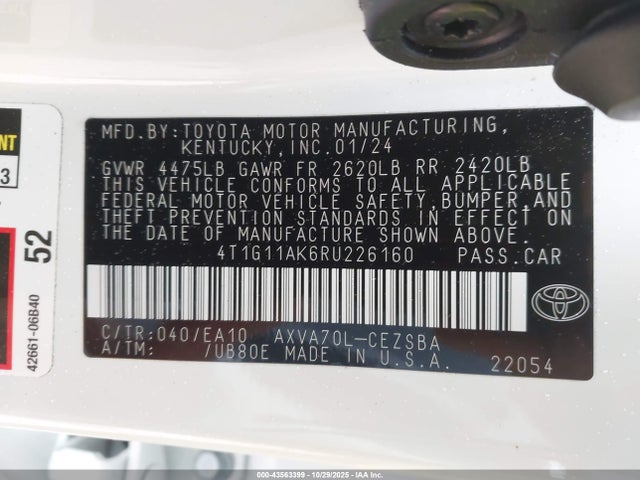 MFD.BY:TOYOTA MOTOR MANUFACTURING,
KENTUCKY,INC.01/24
GVWR 4475LB GAWR FR 2620LB RR 2420LB
THIS VEHICLE CONFORMS TO ALL APPLICABLE
FEDERAL MOTOR VEHICLE SAFETY,BUMPER,AND
THEFT PREVENTION STANDARDS IN EFFECT ON
THE DATE OF MANUFACTURE SHOWN ABOVE.
4T1G11AK6RU226160 PASS.CAR
C/TR:040/EA10 AXVA70L-CEZSBA
A/TM: /UB80E MADE IN U.S.A.
22054
TOYOTA
NT
3
52
42661-06B40
000-43563399 | 10/29/2025 | IAA Inc.